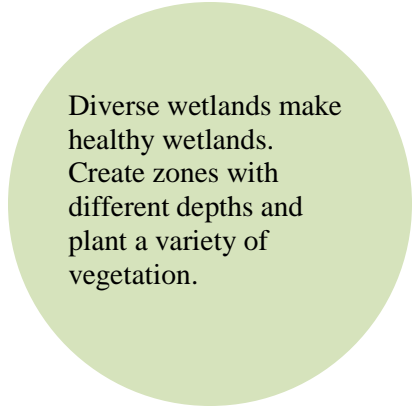 Diverse wetlands make
healthy wetlands.
Create zones with
different depths and
plant a variety of
vegetation.